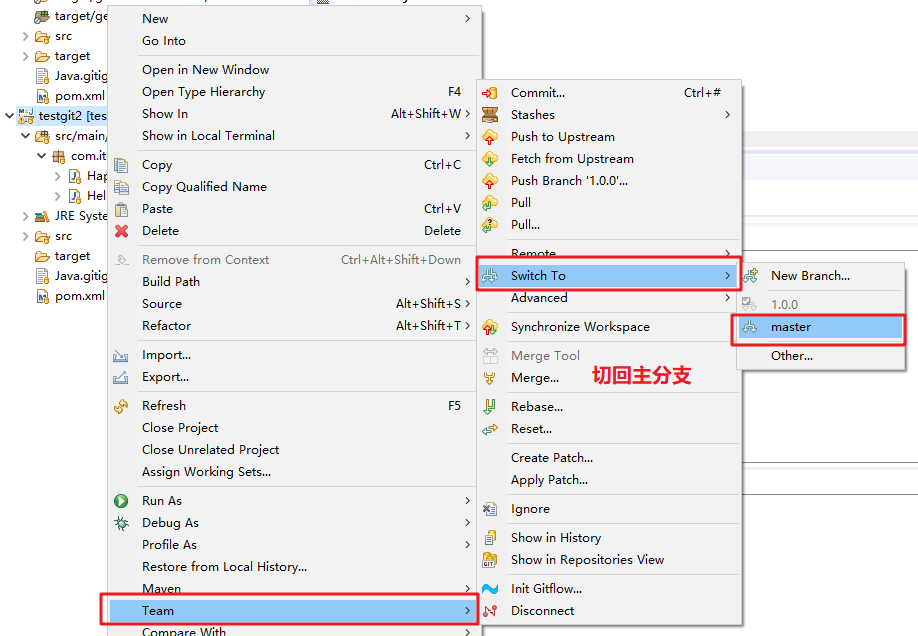 target/ge
src
target
Java.gitig
pom.xml
testgit2 [tes
src/main/
com.it
Hap
Hel
JRE Syste
src
target
Java.gitig
pom.xml
New
Go Into
Open in New Window
Open Type Hierarchy F4
Show In Alt+Shift+W
Show in Local Terminal
Copy Ctrl+C
Copy Qualified Name
Paste Ctrl+V
Delete Delete
Remove from Context Ctrl+Alt+Shift+Down
Build Path
Source Alt+Shift+S
Refactor Alt+Shift+T
Import...
Export...
Refresh F5
Close Project
Close Unrelated Project
Assign Working Sets...
Run As
Debug As
Profile As
Restore from Local History...
Maven
Team
Compare With
Commit... Ctrl+#
Stashes
Push to Upstream
Fetch from Upstream
Push Branch '1.0.0'...
Pull
Pull...
Remote
Switch To
Advanced
Synchronize Workspace
Merge Tool
Merge...
切回主分支
Rebase...
Reset...
Create Patch...
Apply Patch...
Ignore
Show in History
Show in Repositories View
Init Gitflow...
Disconnect
New Branch...
1.0.0
master
Other...